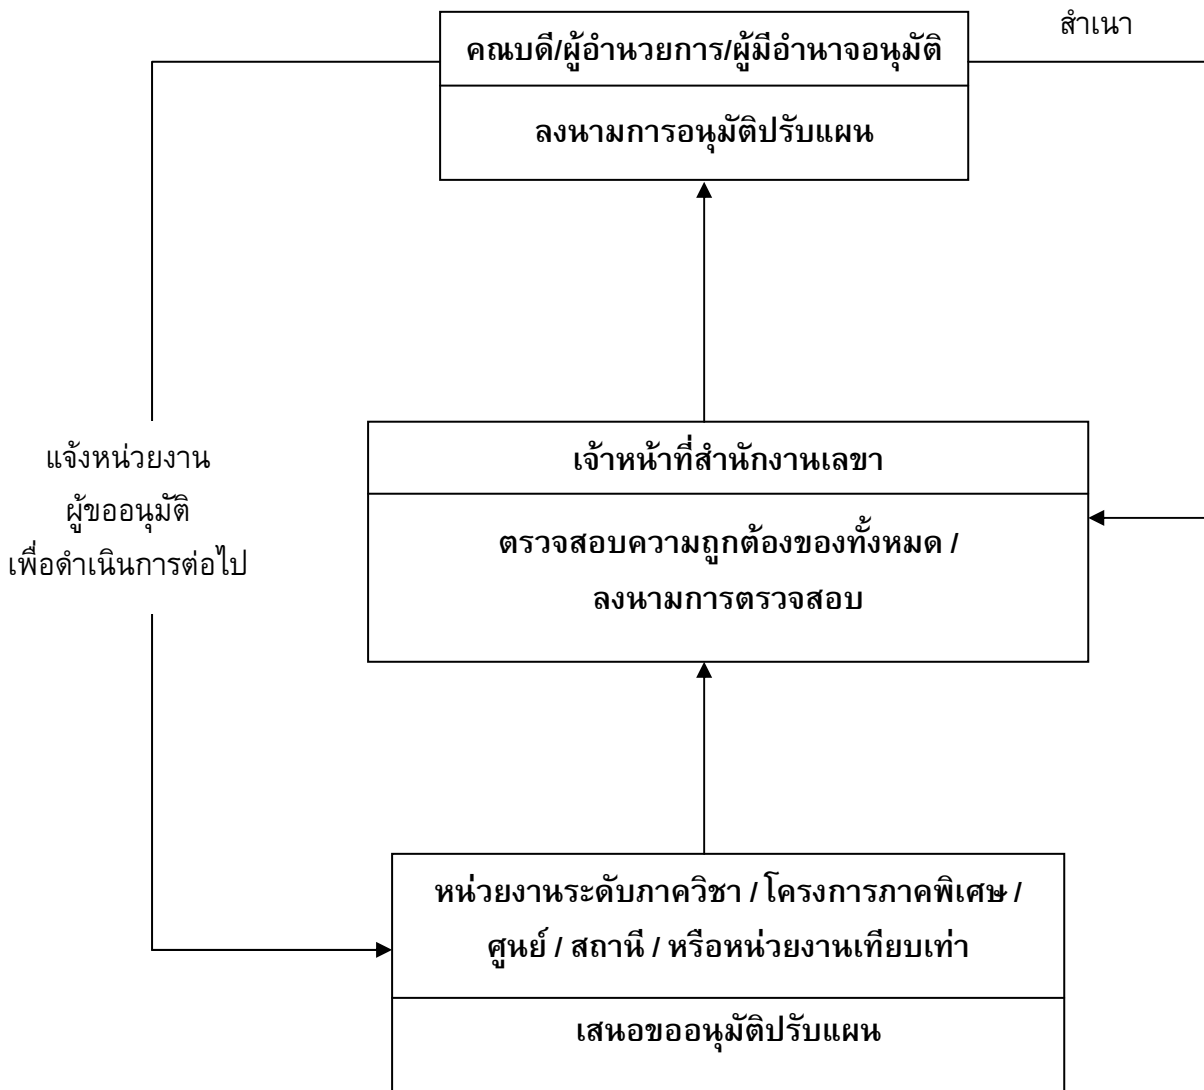 สำเนา
คณบดี/ผู้อำนวยการ/ผู้มีอำนาจอนุมัติ
ลงนามการอนุมัติปรับแผน
แจ้งหน่วยงาน
ผู้ขออนุมัติ
เพื่อดำเนินการต่อไป
เจ้าหน้าที่สำนักงานเลขา
ตรวจสอบความถูกต้องของทั้งหมด /
ลงนามการตรวจสอบ
หน่วยงานระดับภาควิชา / โครงการภาคพิเศษ /
ศูนย์ / สถานี / หรือหน่วยงานเทียบเท่า
เสนอขออนุมัติปรับแผน